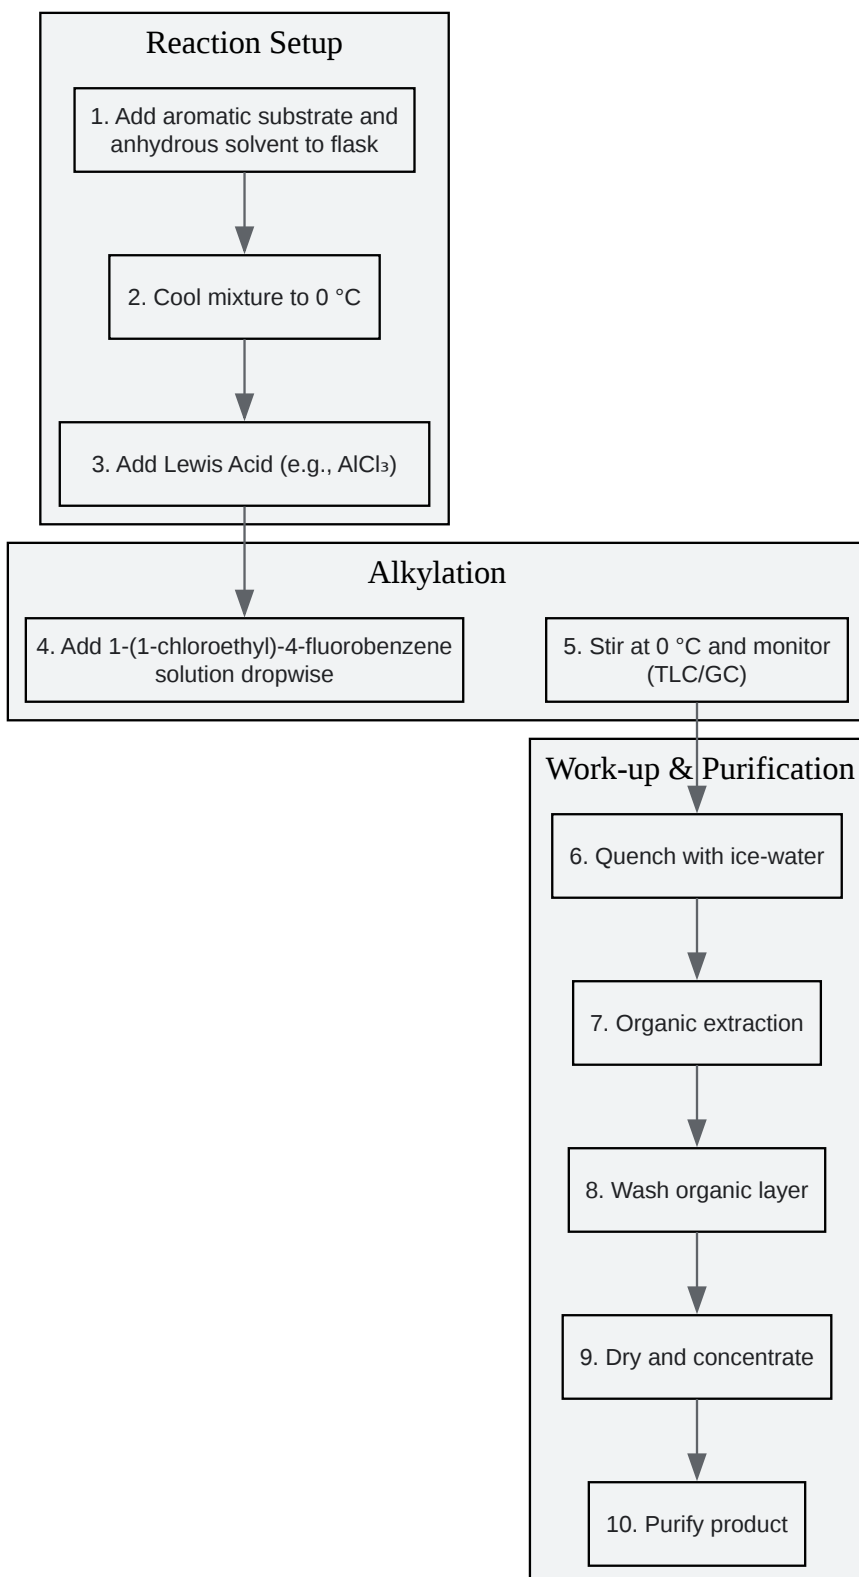 Reaction Setup
1. Add aromatic substrate and
anhydrous solvent to flask
2. Cool mixture to 0 °C
3. Add Lewis Acid (e.g., AlCl₃)
Alkylation
4. Add 1-(1-chloroethyl)-4-fluorobenzene
solution dropwise
5. Stir at 0 °C and monitor
(TLC/GC)
Work-up & Purification
6. Quench with ice-water
7. Organic extraction
8. Wash organic layer
9. Dry and concentrate
10. Purify product